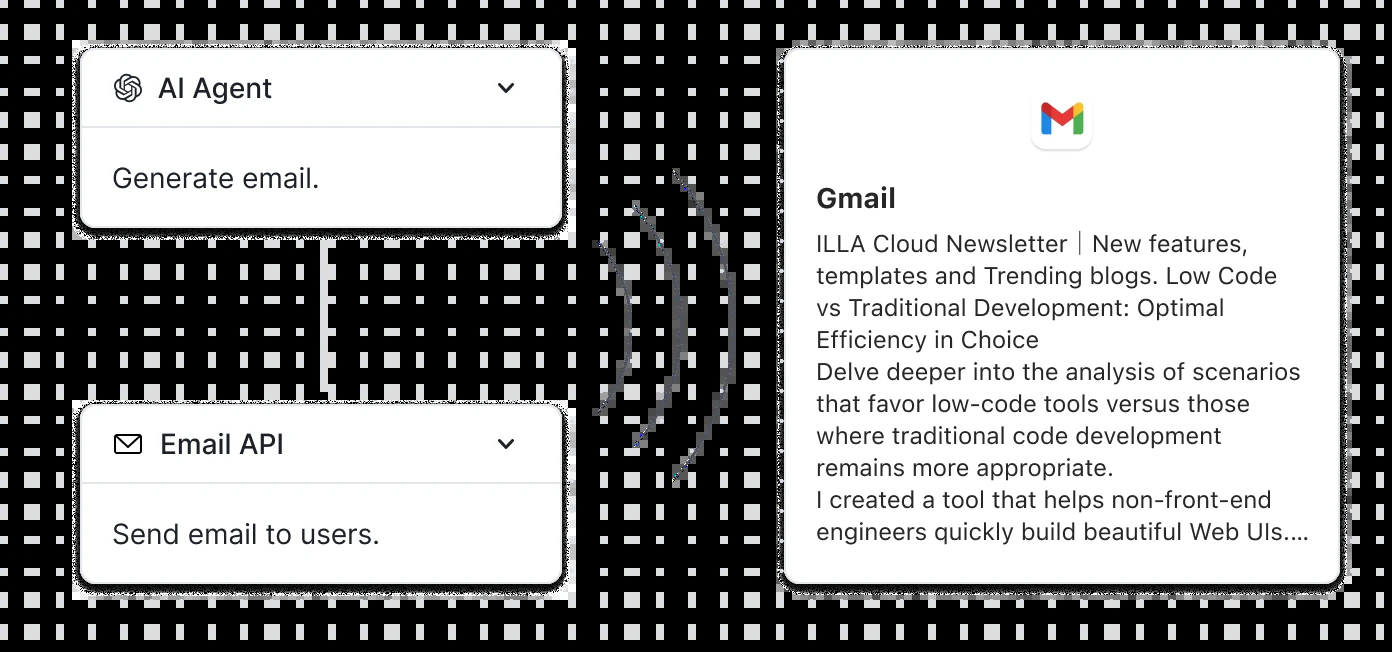 AI Agent
Generate email.
Email API
Send email to users.
Gmail
ILLA Cloud Newsletter｜New features,
templates and Trending blogs. Low Code
vs Traditional Development: Optimal
Efficiency in Choice
Delve deeper into the analysis of scenarios
that favor low-code tools versus those
where traditional code development
remains more appropriate.
I created a tool that helps non-front-end
engineers quickly build beautiful Web UIs....